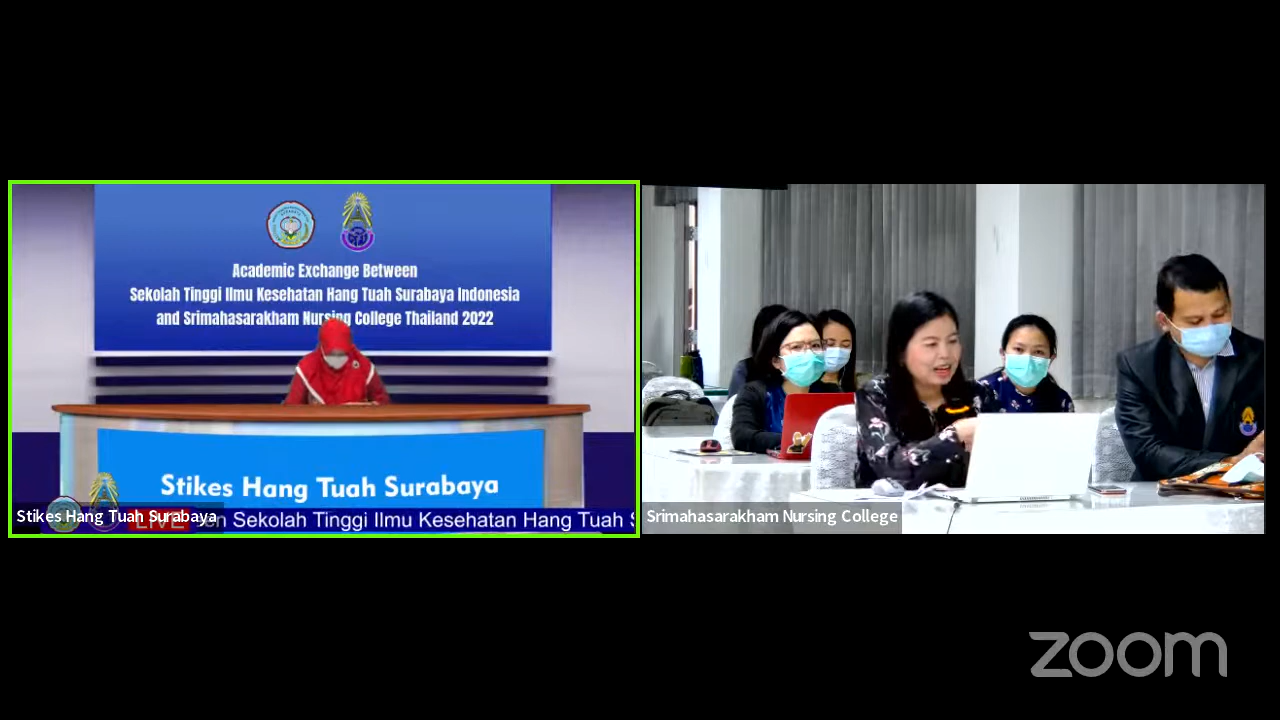 Academic Exchange Between
Sekolah Tinggi Ilmu Kesehatan Hang Tuah Surabaya Indonesia
and Srimahasarakham Nursing College Thailand 2022
Stikes Hang Tuah Surabaya
Stikes Hang Tuah Surabaya
LIVE
Sekolah Tinggi Ilmu Kesehatan Hang Tuah
Srimahasarakham Nursing College
zoom